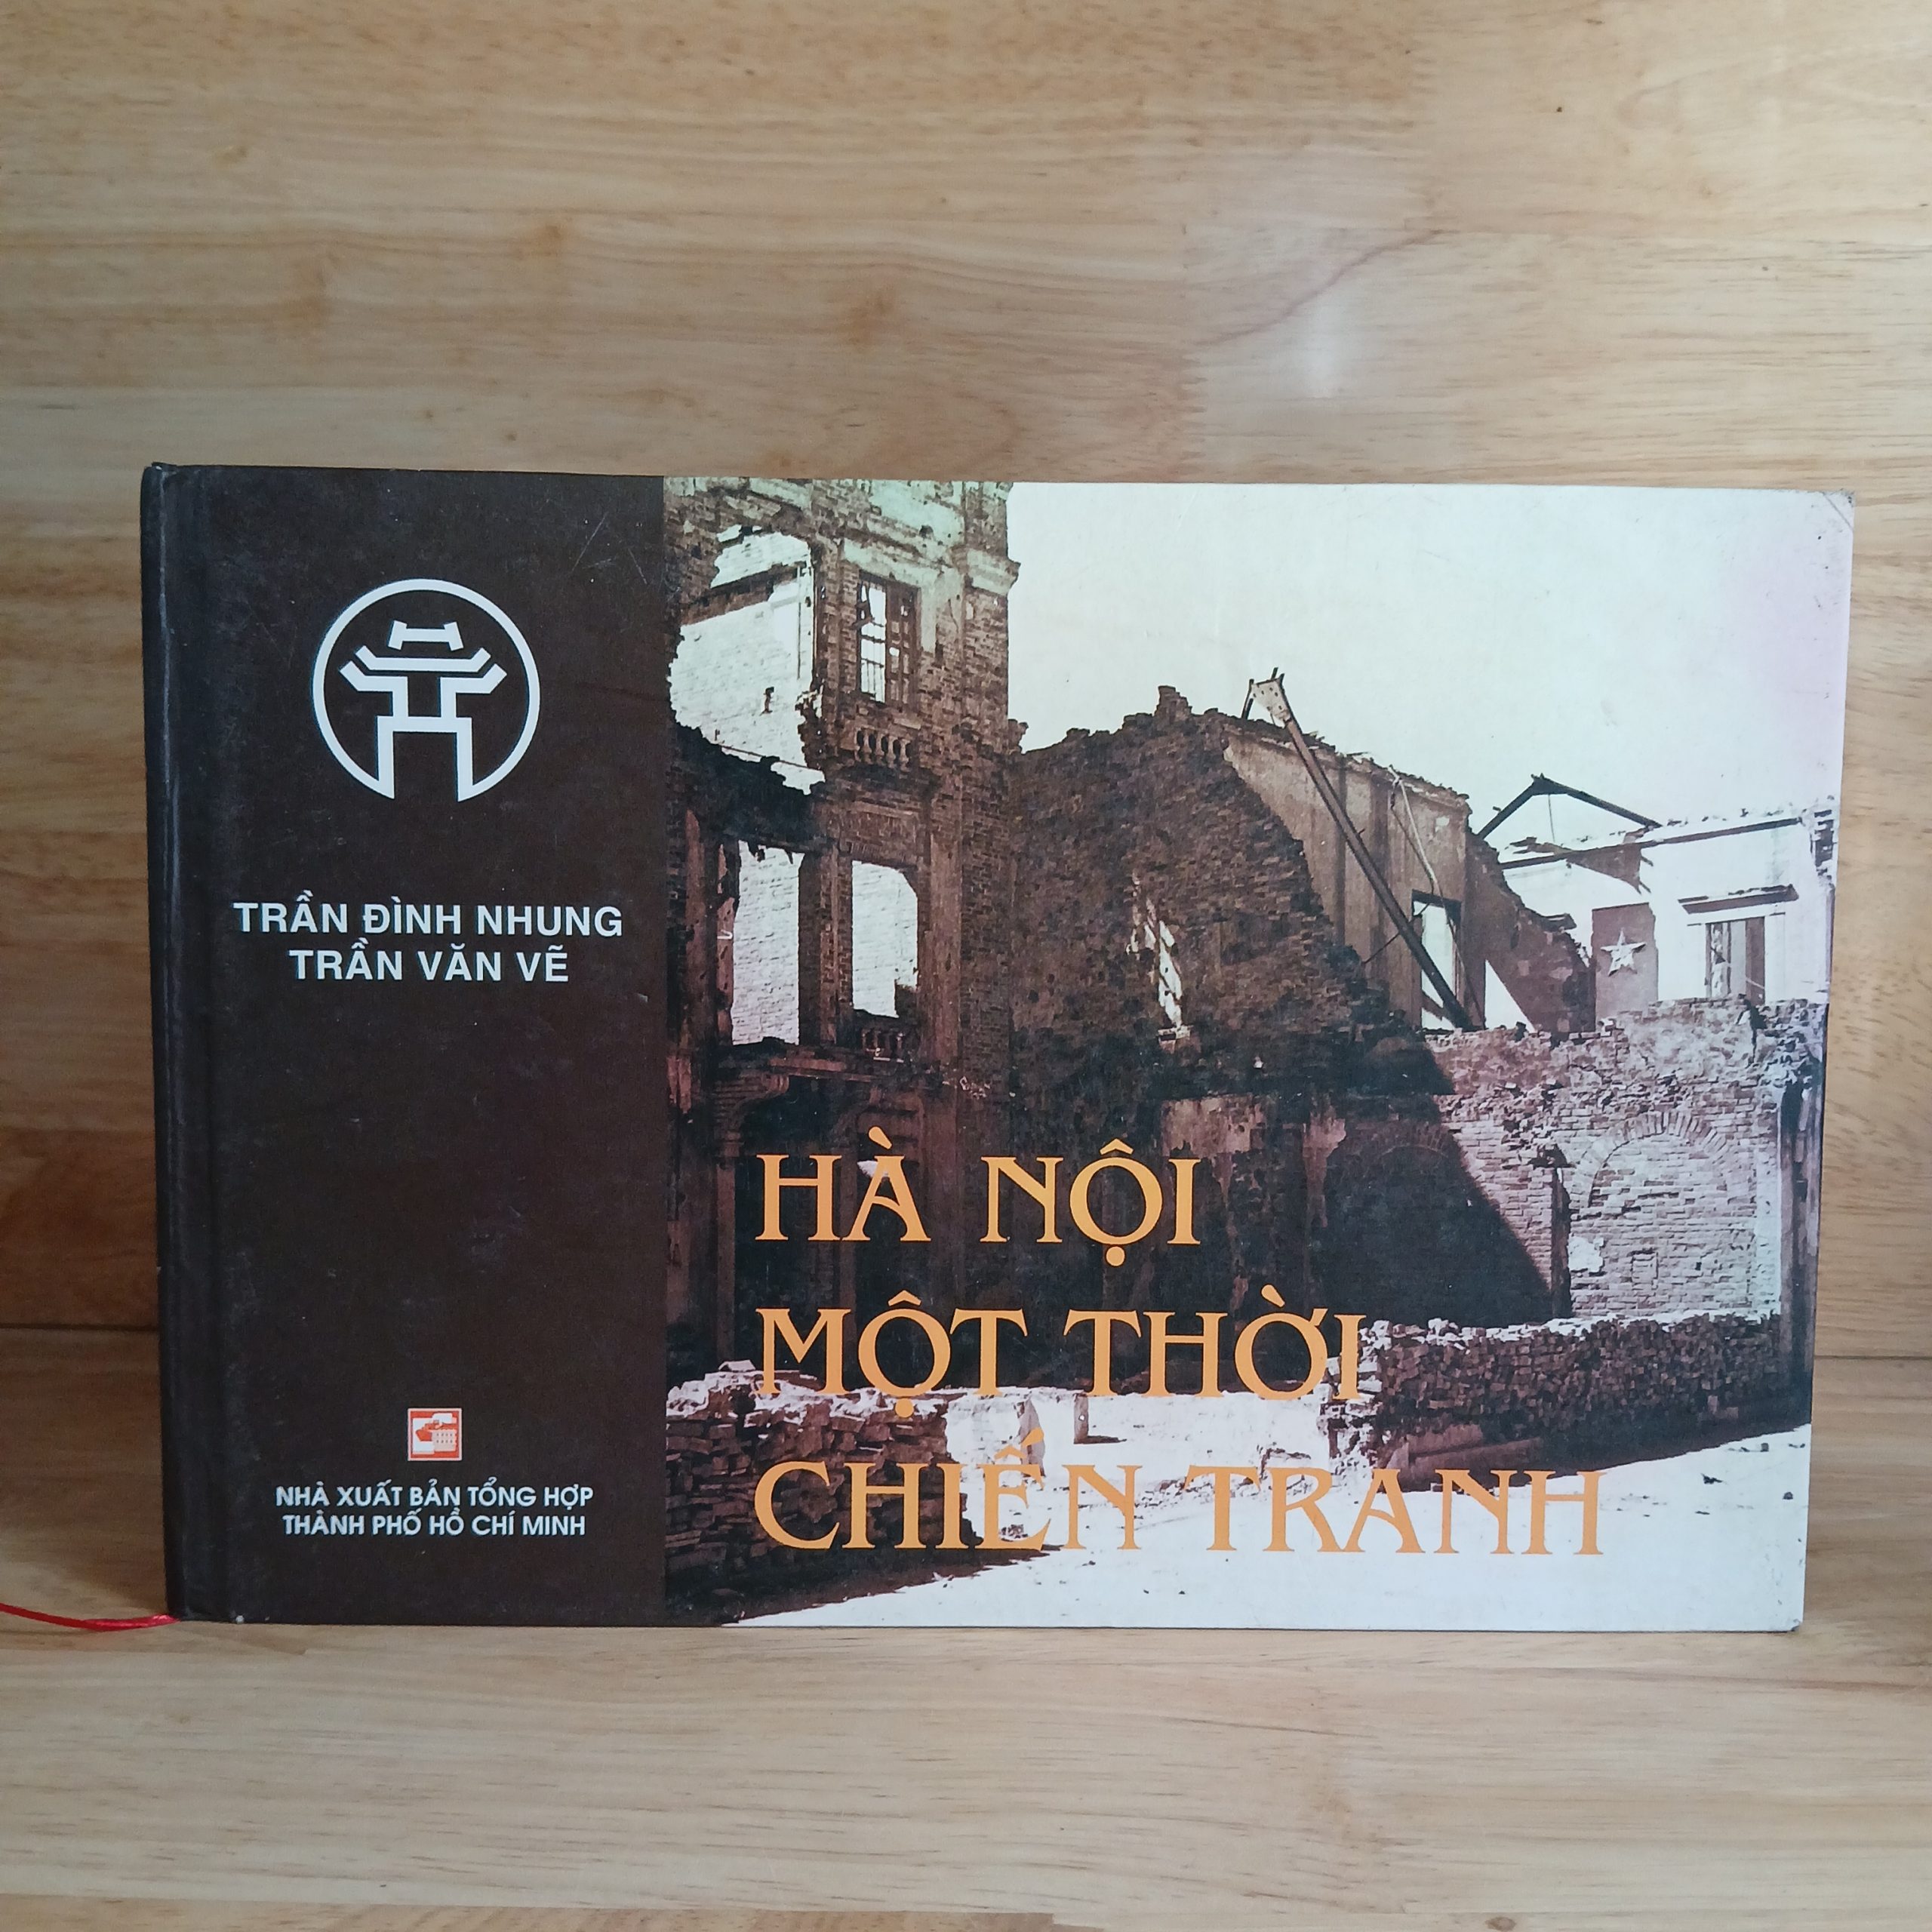 TRẦN ĐÌNH NHUNG
TRẦN VĂN VẼ
NHÀ XUẤT BẢN TỔNG HỢP
THÀNH PHỐ HỒ CHÍ MINH
HÀ NỘI
MỘT THỜI
CHIẾN TRANH